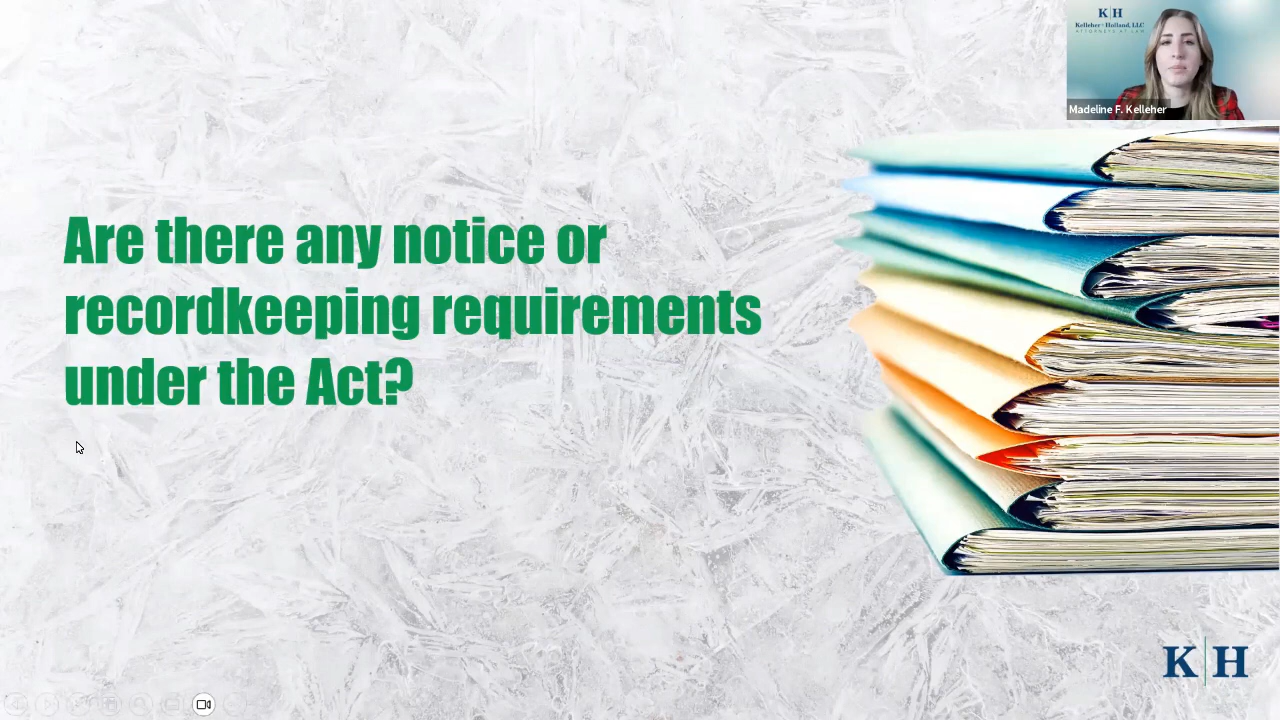 K|H
Kelleher + Holland, LLC
ATTORNEYS AT LAW
Madeline F. Kelleher
Are there any notice or
recordkeeping requirements
under the Act?
K|H